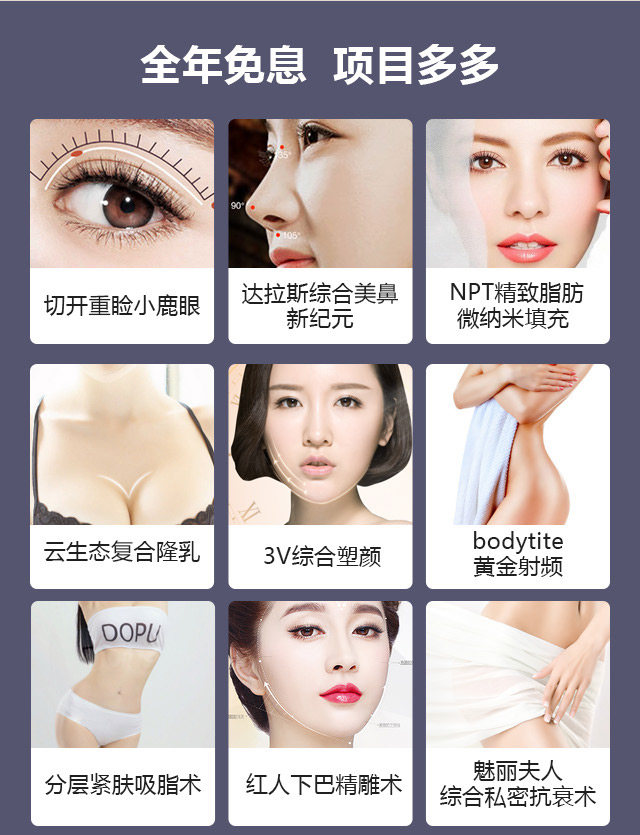 全年免息 项目多多
35°
90°
105°
切开重睑小鹿眼
达拉斯综合美鼻
新纪元
NPT精致脂肪
微纳米填充
XI
云生态复合隆乳
3V综合塑颜
bodytite
黄金射频
DOPU
分层紧肤吸脂术
红人下巴精雕术
魅丽夫人
综合私密抗衰术